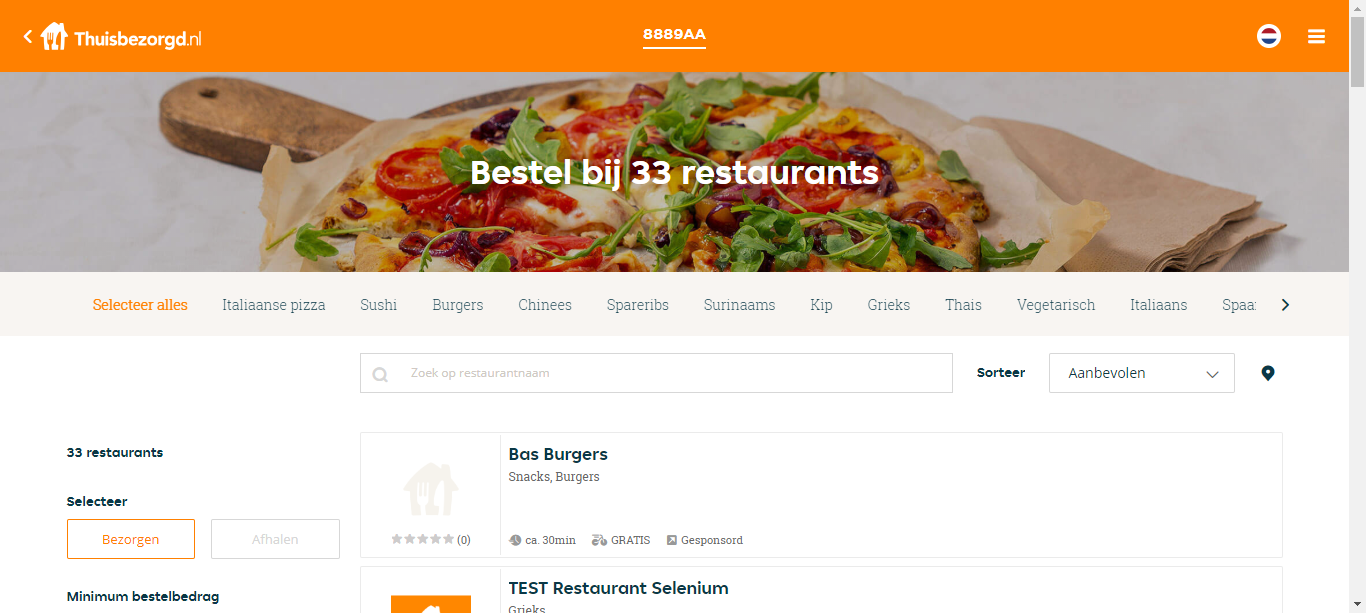 Thuisbezorgd.nl
8889AA
Bestel bij 33 restaurants
Selecteer alles Italiaanse pizza Sushi Burgers Chinees Spareribs Surinaams Kip Grieks Thais Vegetarisch Italiaans Spaa
Zoek op restaurantnaam
Sorteer
Aanbevolen
33 restaurants
Selecteer
Bezorgen Afhalen
Minimum bestelbedrag
Bas Burgers
Snacks, Burgers
(0) ca. 30min GRATIS Gesponsord
TEST Restaurant Selenium
Grieks